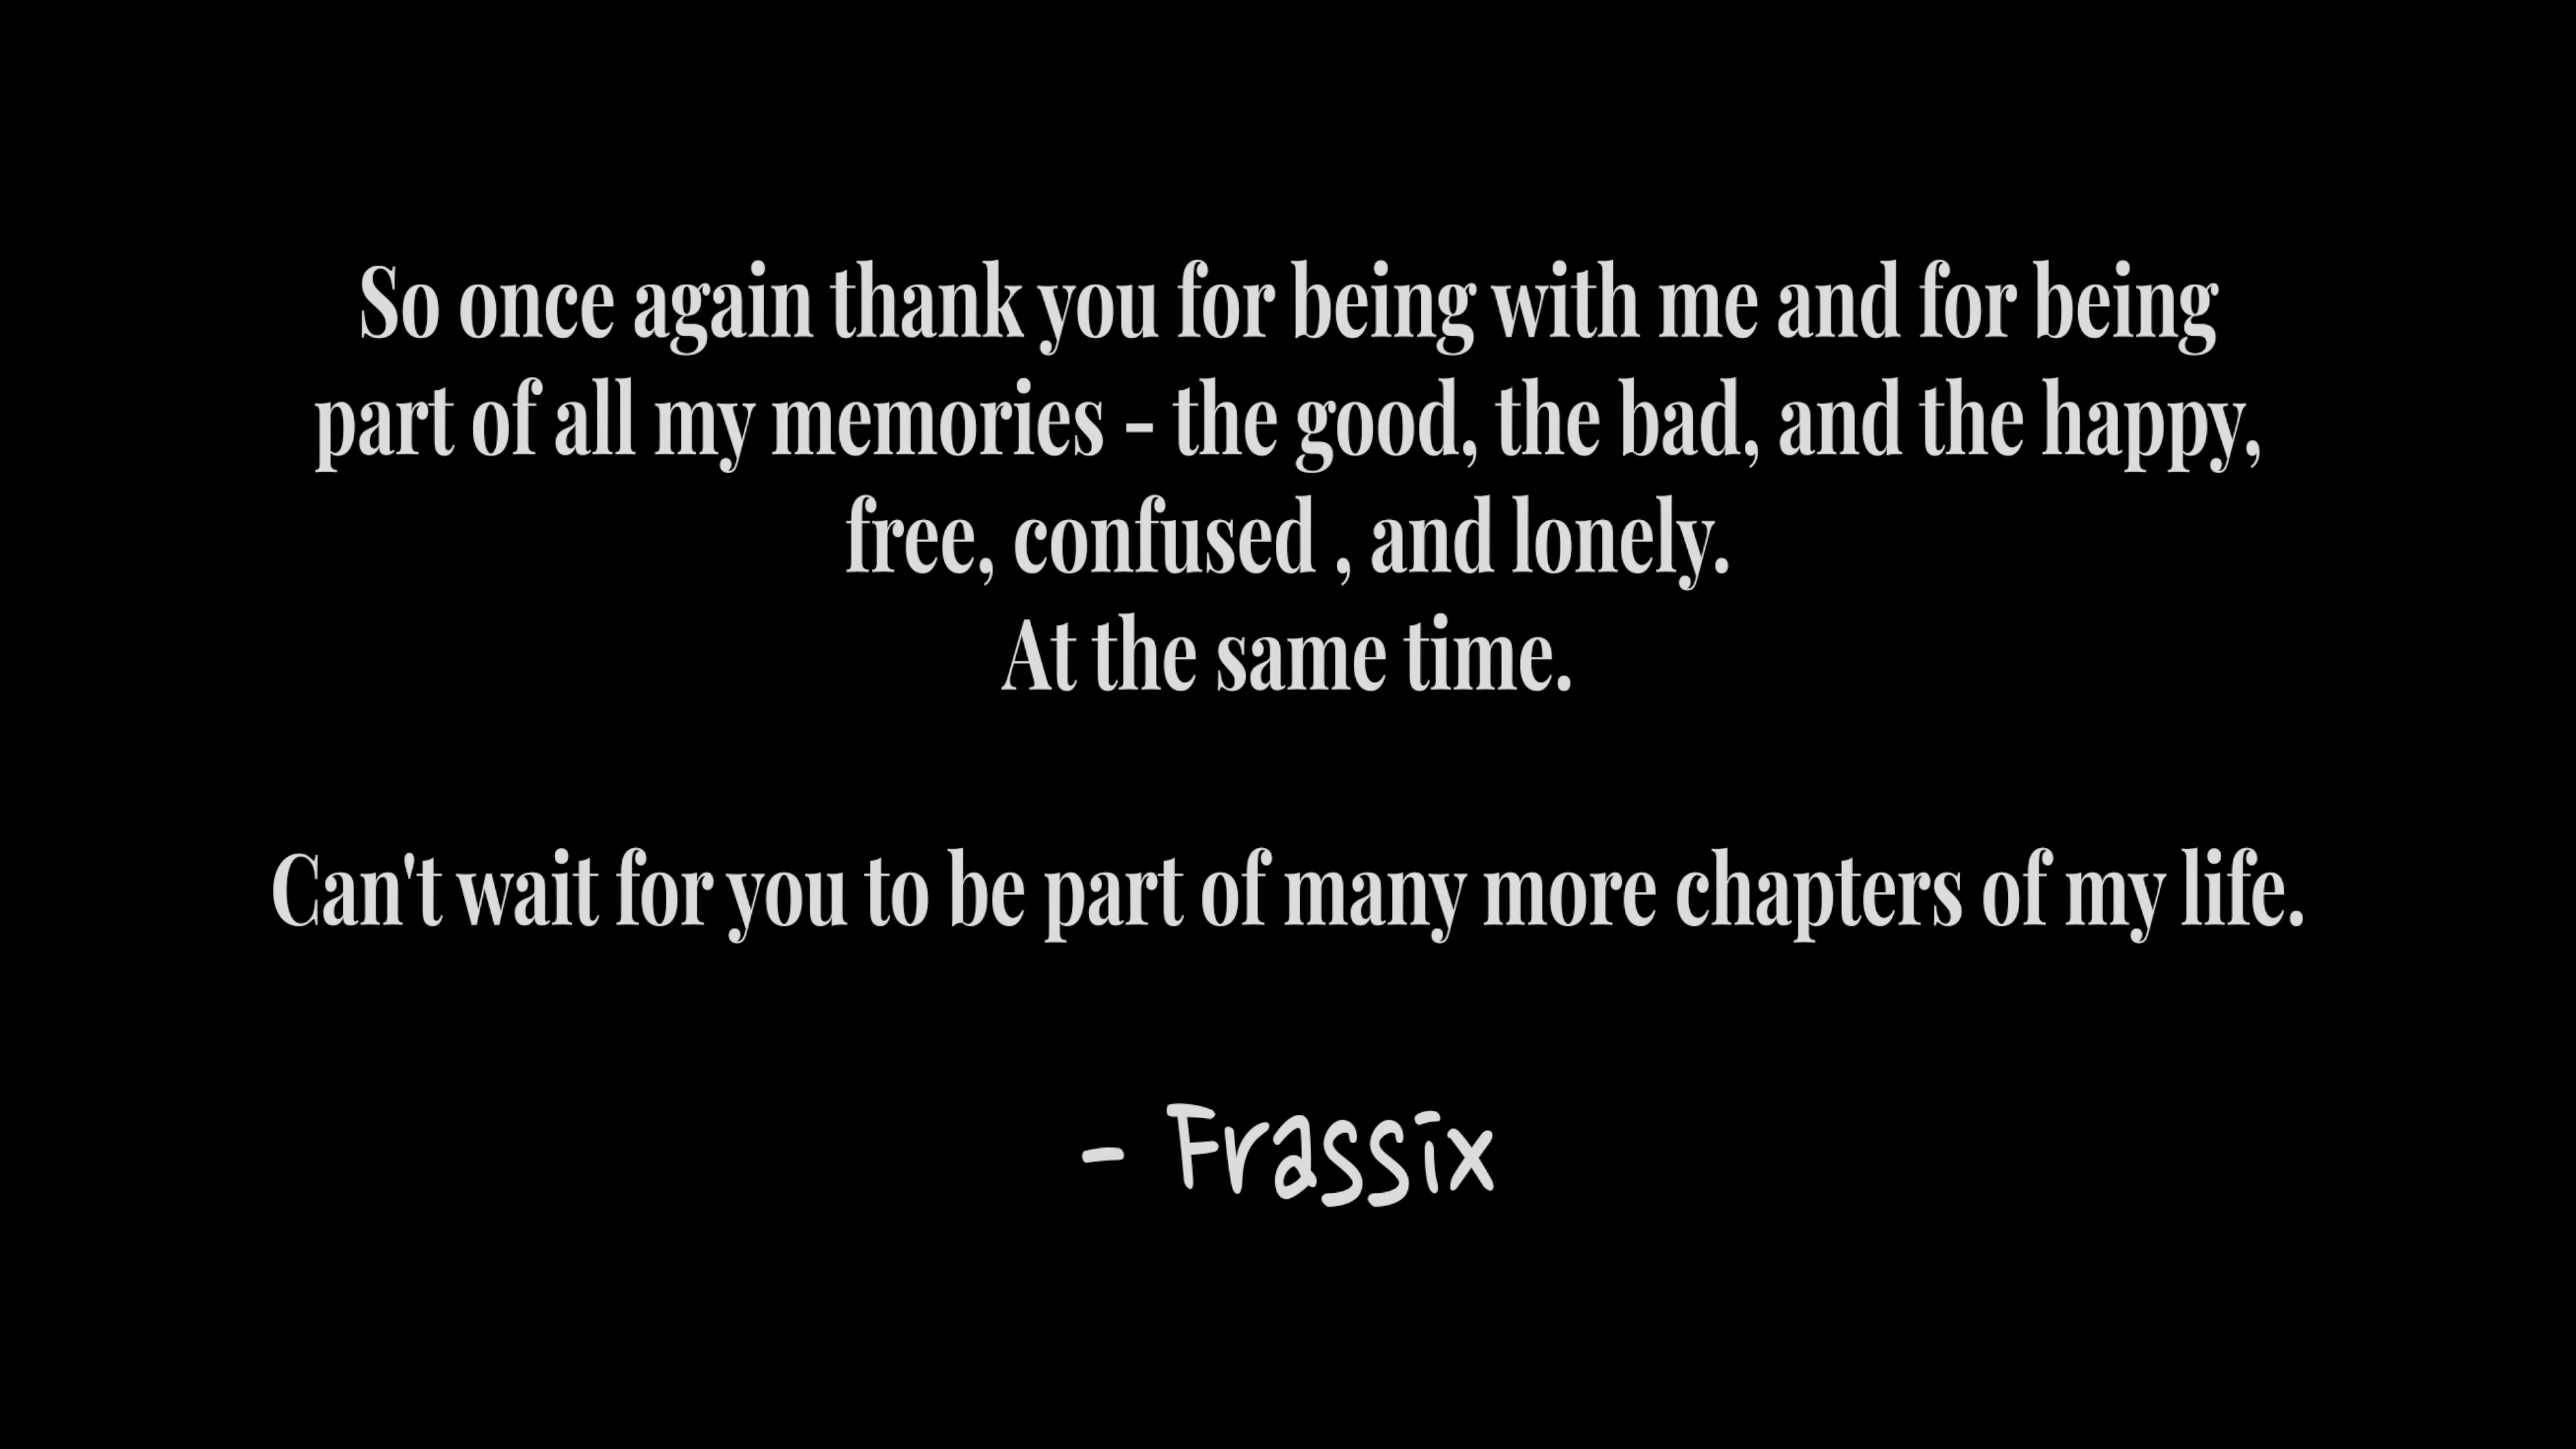 So once again thank you for being with me and for being
part of all my memories - the good, the bad, and the happy,
free, confused , and lonely.
At the same time.
Can't wait for you to be part of many more chapters of my life.
- Frassix